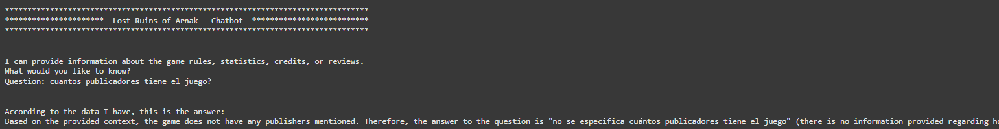 ********************************************************************************
********************** Lost Ruins of Arnak - Chatbot **************************
********************************************************************************
I can provide information about the game rules, statistics, credits, or reviews.
What would you like to know?
Question: cuantos publicadores tiene el juego?
According to the data I have, this is the answer:
Based on the provided context, the game does not have any publishers mentioned. Therefore, the answer to the question is "no se especifica cuántos publicadores tiene el juego" (there is no information provided regarding